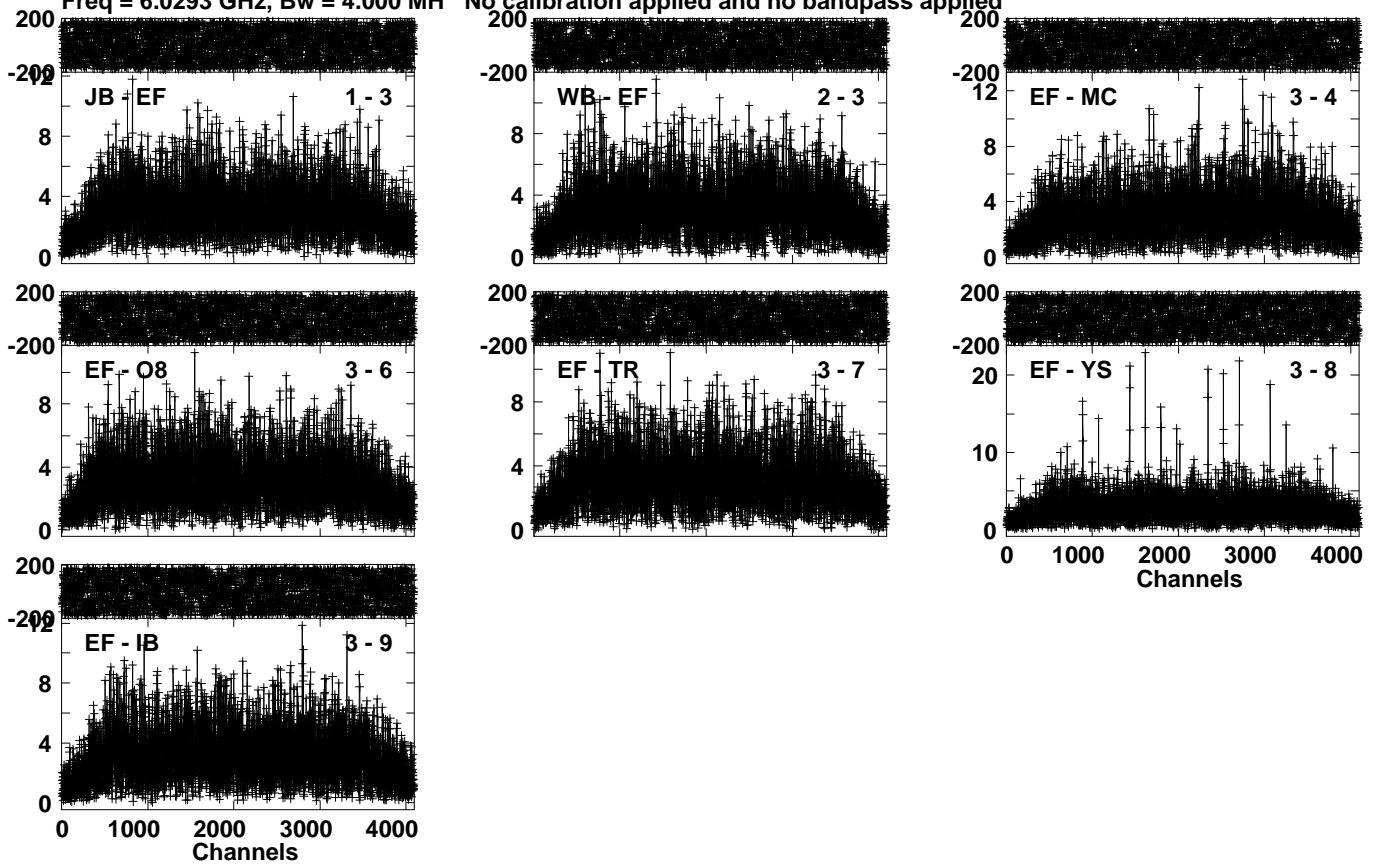 Freq = 6.0293 GHz, Bw = 4.000 MH No calibration applied and no bandpass applied
200 200 200
-200 -200 -200
12 JB - EF 1 - 3 WB - EF 2 - 3 12 EF - MC 3 - 4
8 8 8
4 4 4
0 0 0
200 200 200
-200 -200 -200
EF - O8 3 - 6 EF - TR 3 - 7 20 EF - YS 3 - 8
8 8
10
4 4
0 0 0
0 1000 2000 3000 4000
Channels
200
-200
12 EF - IB 3 - 9
8
4
0
0 1000 2000 3000 4000
Channels